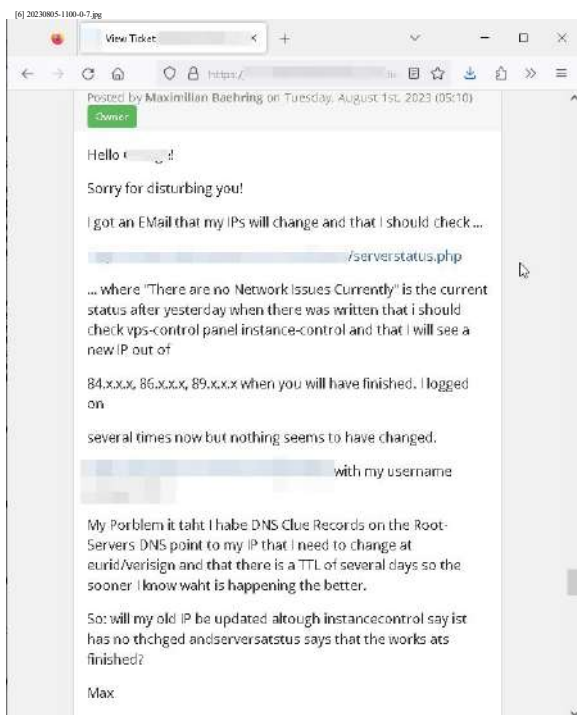 [6] 20230805-1100-0-7.jpg
View Ticket
https:/
Posted by Maximilian Baehring on Tuesday, August 1st, 2023 (05:10)
Owner
Hello
Sorry for disturbing you!
I got an EMail that my IPs will change and that I should check ...
/serverstatus.php
... where "There are no Network Issues Currently" is the current
status after yesterday when there was written that i should
check vps-control panel instance-control and that I will see a
new IP out of
84.x.x.x, 86.x.x.x, 89.x.x.x when you will have finished. I logged
on
several times now but nothing seems to have changed.
with my username
My Porblem it taht I habe DNS Clue Records on the Root-
Servers DNS point to my IP that I need to change at
eurid/verisign and that there is a TTL of several days so the
sooner I know waht is happening the better.
So: will my old IP be updated altough instancecontrol say ist
has no thchged andserversatstus says that the works ats
finished?
Max